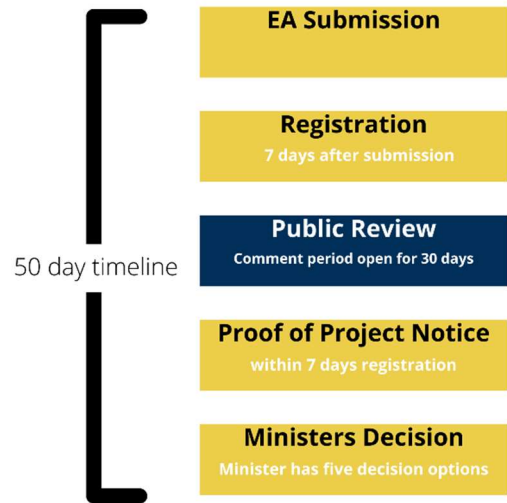 EA Submission
Registration
7 days after submission
Public Review
Comment period open for 30 days
50 day timeline
Proof of Project Notice
within 7 days registration
Ministers Decision
Minister has five decision options